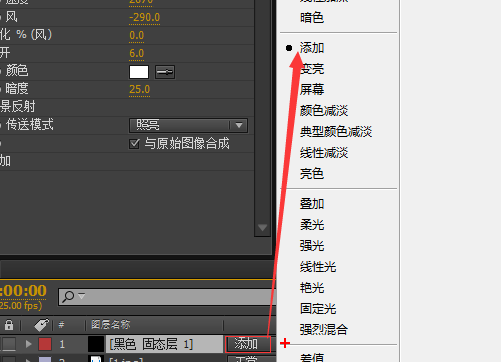 风 -290.0
化 % (风) 0.0
开 6.0
颜色
暗度 25.0
景反射
传送模式 照亮
与原始图像合成
加
暗色
添加
变亮
屏幕
颜色减淡
典型颜色减淡
线性减淡
亮色
叠加
柔光
强光
线性光
艳光
固定光
强烈混合
差值
:00:00
25.00 fps)
# 图层名称
1 [黑色 固态层 1] 添加